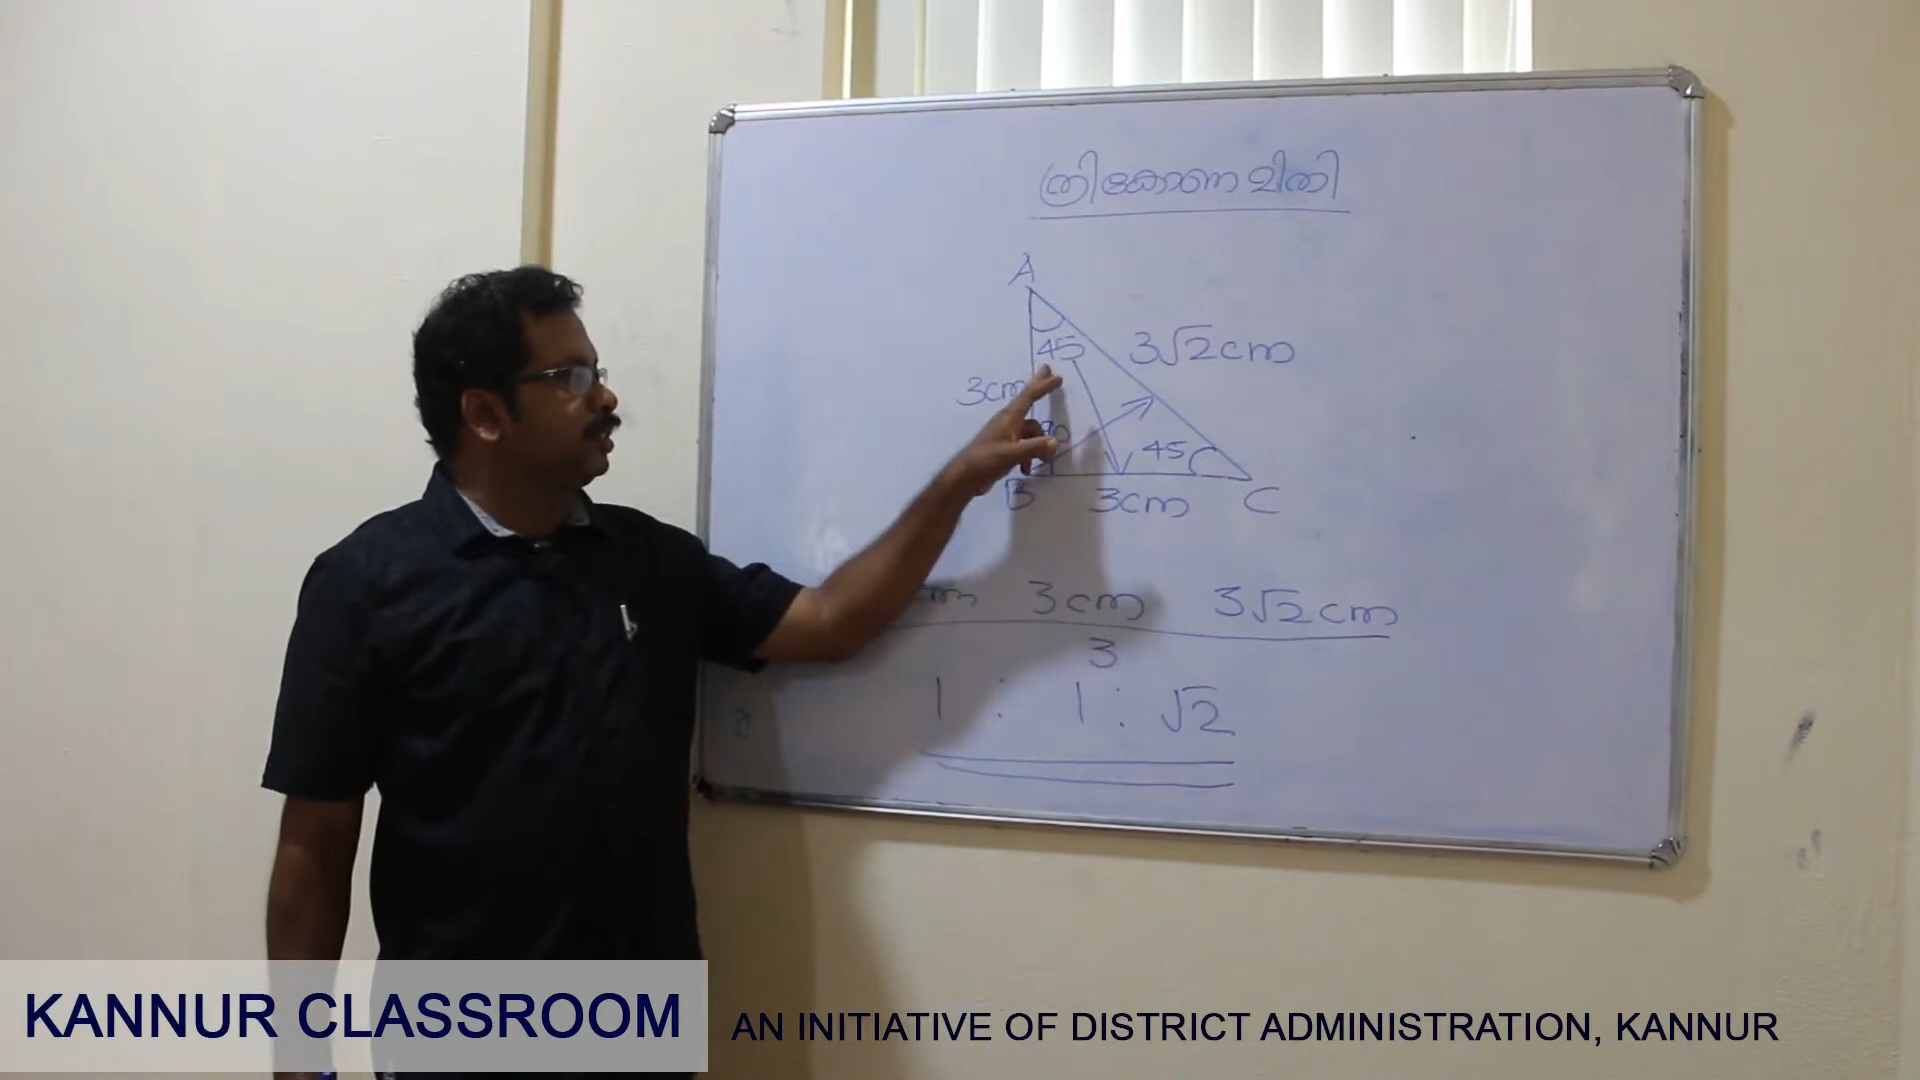 ത്രികോണമിതി
A
45
3√2cm
3cm
90
45
B
3cm
C
cm 3cm 3√2cm
3
1 : 1 : √2
KANNUR CLASSROOM
AN INITIATIVE OF DISTRICT ADMINISTRATION, KANNUR